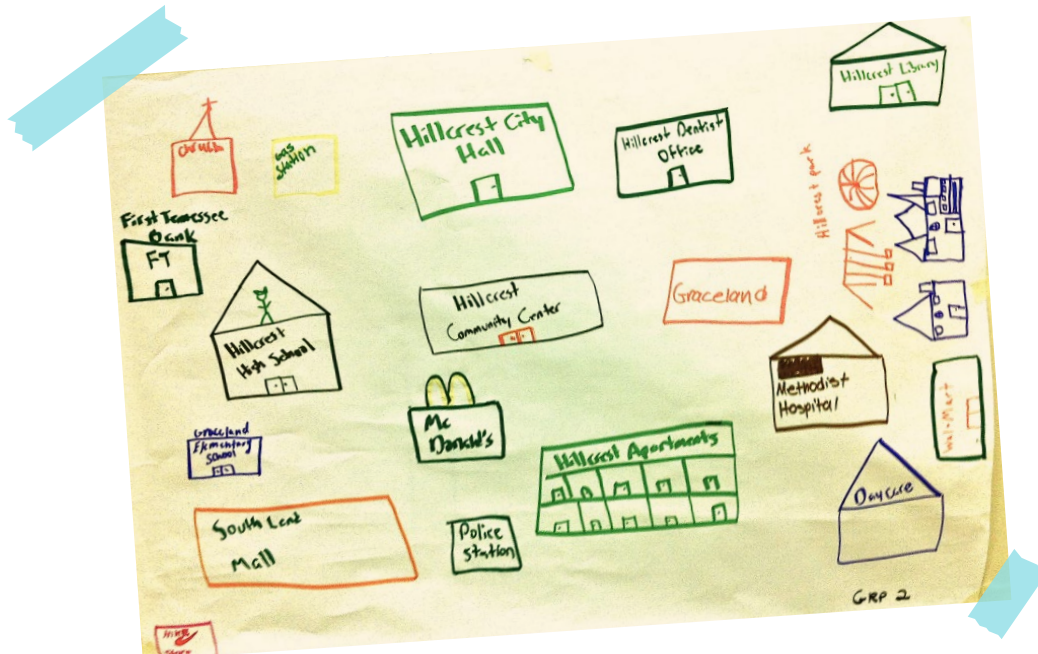 Hillcrest Library
church
Gas
Station
Hillcrest City
Hall
Hillcrest Dentist
Office
Hillcrest park
First Tennessee
Bank
FT
Hillcrest
High School
Hillcrest
Community Center
Graceland
Methodist
Hospital
Wal-Mart
Graceland
Elementary
School
Mc
Donald's
Hillcrest Apartments
Daycare
South Land
Mall
Police
Station
GRP 2